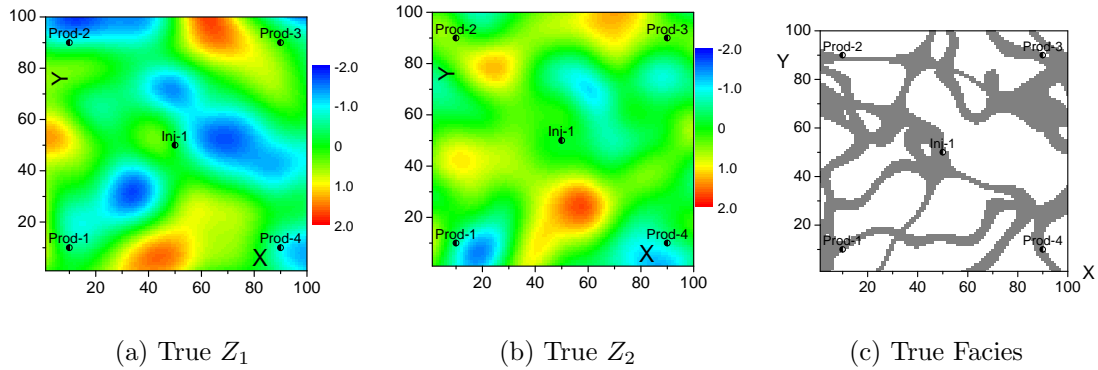 100
80
60
40
20
20 40 60 80 100
Y
X
Prod-2
Prod-3
Inj-1
Prod-1
Prod-4
-2.0
-1.0
0
1.0
2.0
(a) True Z₁
100
80
60
40
20
20 40 60 80 100
Y
X
Prod-2
Prod-3
Inj-1
Prod-1
Prod-4
-2.0
-1.0
0
1.0
2.0
(b) True Z₂
100
80
60
40
20
20 40 60 80 100
Y
X
Prod-2
Prod-3
Inj-1
Prod-1
Prod-4
(c) True Facies